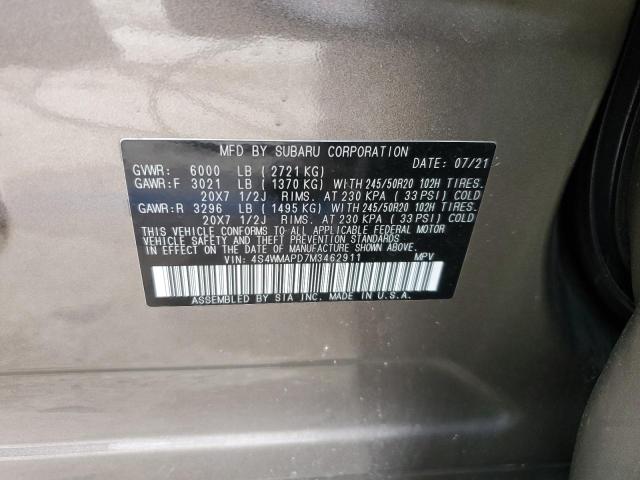 MFD BY SUBARU CORPORATION
GVWR: 6000 LB (2721 KG) DATE: 07/21
GAWR:F 3021 LB (1370 KG) WITH 245/50R20 102H TIRES.
20X7 1/2J RIMS. AT 230 KPA (33 PSI) COLD
GAWR:R 3296 LB (1495 KG) WITH 245/50R20 102H TIRES.
20X7 1/2J RIMS. AT 230 KPA (33 PSI) COLD
THIS VEHICLE CONFORMS TO ALL APPLICABLE FEDERAL MOTOR
VEHICLE SAFETY AND THEFT PREVENTION STANDARDS
IN EFFECT ON THE DATE OF MANUFACTURE SHOWN ABOVE.
VIN: 4S4WMAPD7M3462911 MPV
ASSEMBLED BY SIA INC. MADE IN U.S.A.